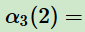 α₃(2) =